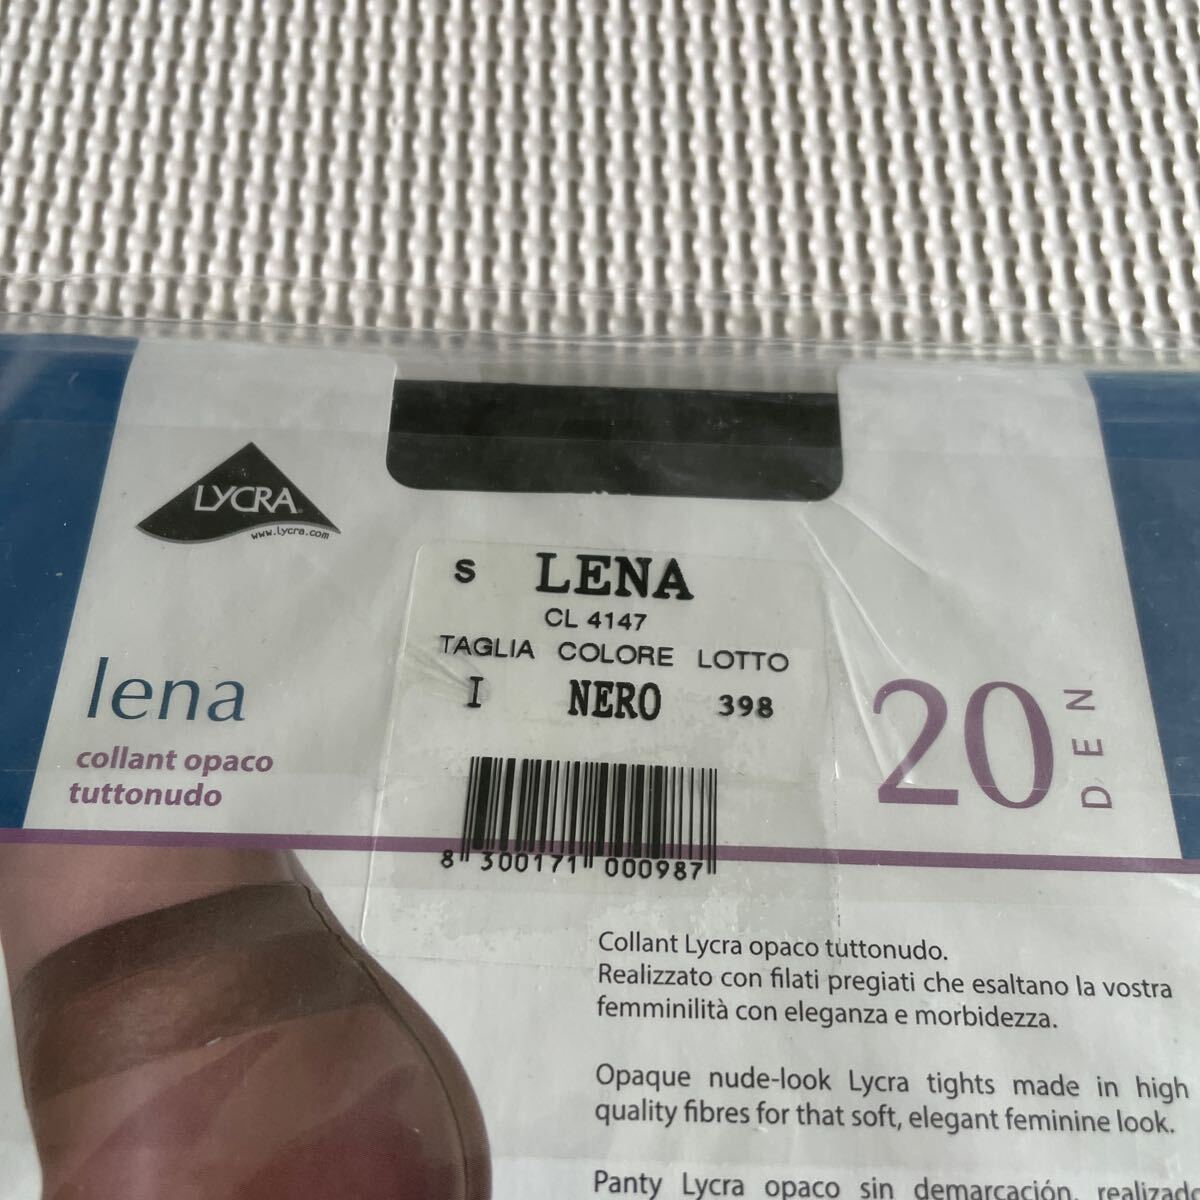 LYCRA
www.lycra.com
S LENA
CL 4147
TAGLIA COLORE LOTTO
I NERO 398
8 300171 000987
lena
collant opaco
tuttonudo
20 DEN
Collant Lycra opaco tuttonudo.
Realizzato con filati pregiati che esaltano la vostra
femminilità con eleganza e morbidezza.
Opaque nude-look Lycra tights made in high
quality fibres for that soft, elegant feminine look.
Panty Lycra opaco sin demarcación, realizado